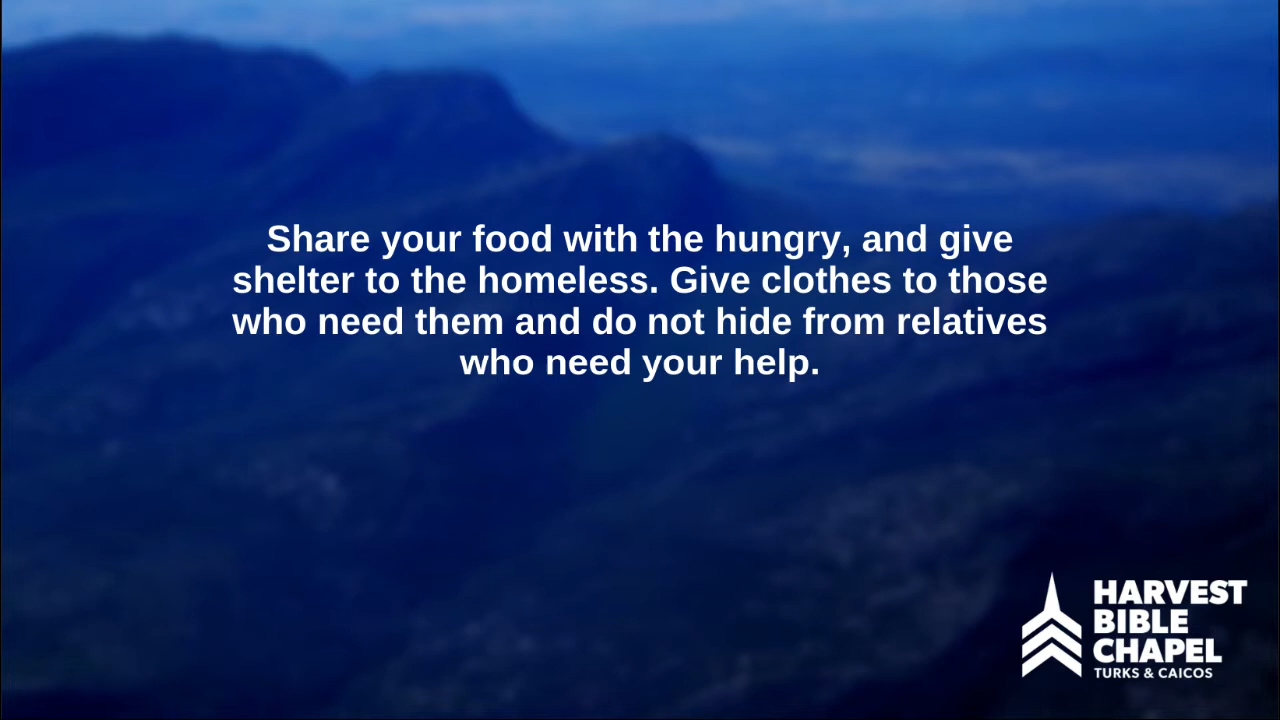 Share your food with the hungry, and give
shelter to the homeless. Give clothes to those
who need them and do not hide from relatives
who need your help.
HARVEST
BIBLE
CHAPEL
TURKS & CAICOS